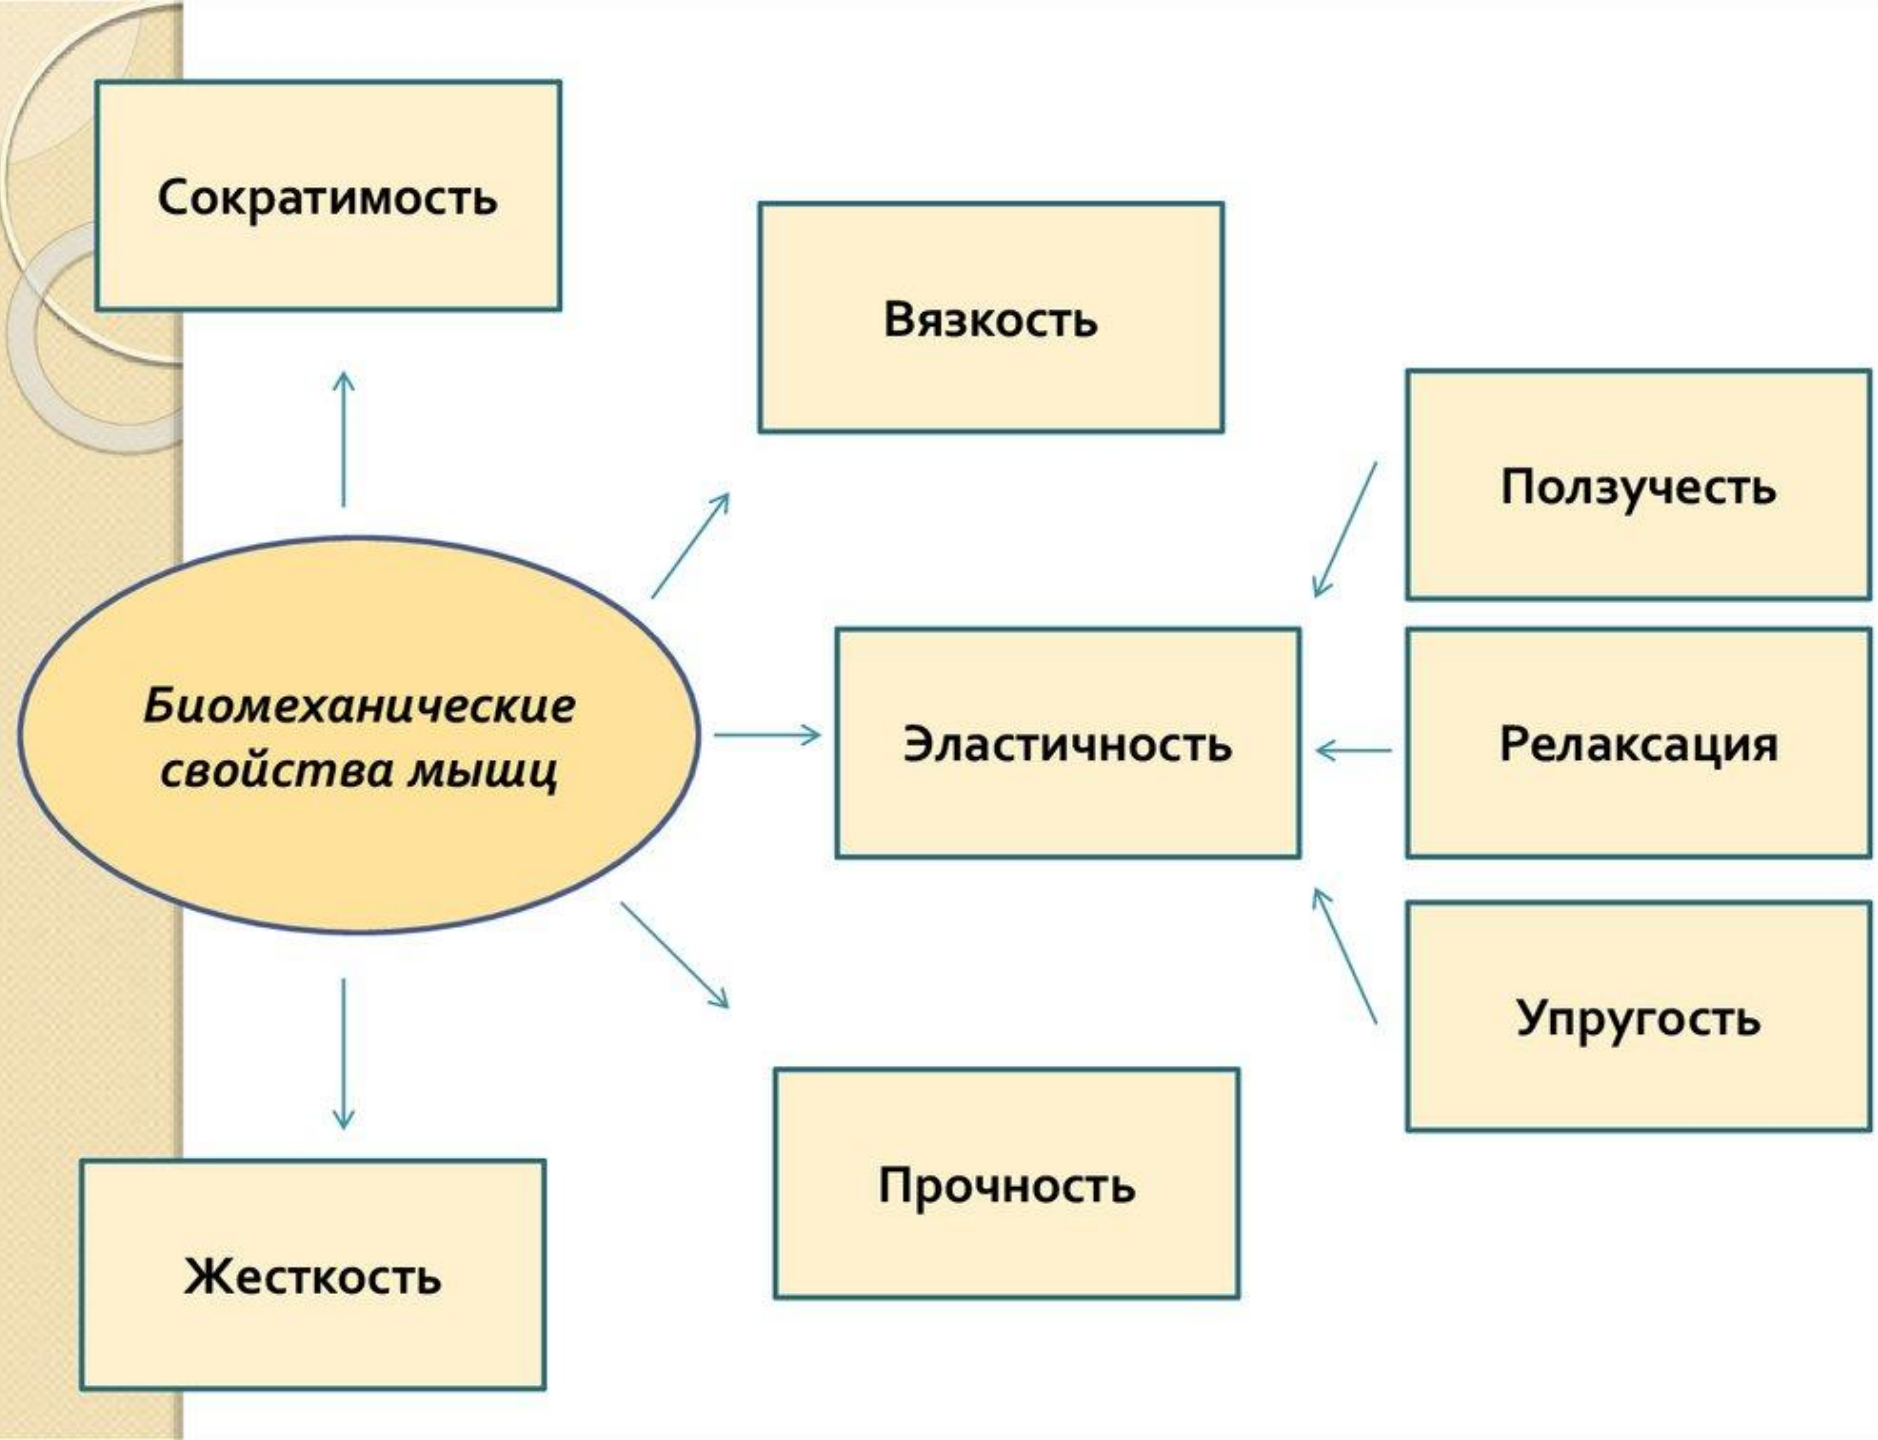 Сократимость
Вязкость
Ползучесть
Биомеханические
свойства мышц
Эластичность
Релаксация
Упругость
Прочность
Жесткость